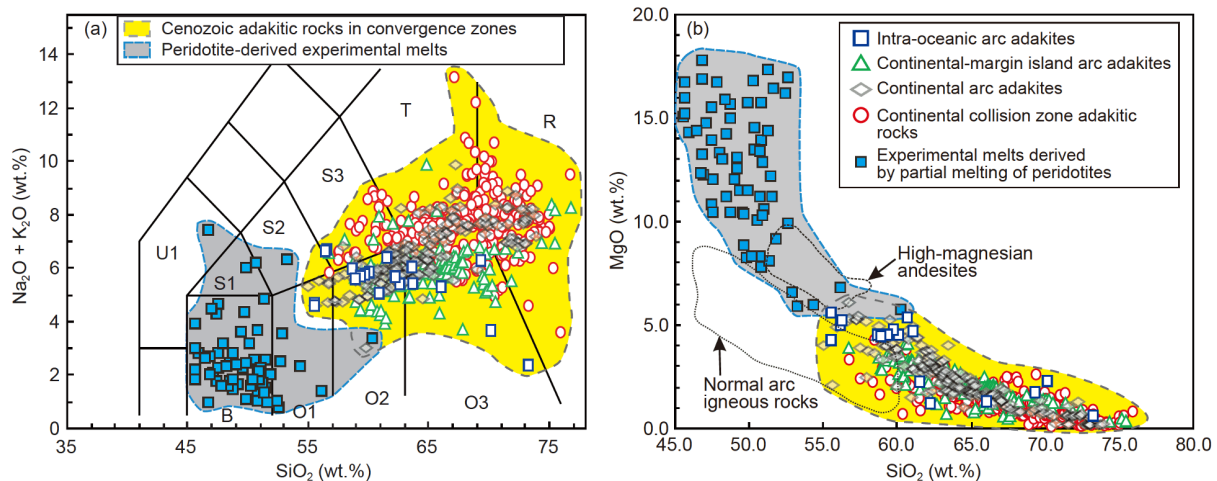 (a)
Cenozoic adakitic rocks in convergence zones
Peridotite-derived experimental melts
Na₂O + K₂O (wt.%)
14
12
10
8
6
4
2
0
U1
S1
S2
S3
T
R
B
O1
O2
O3
35
45
55
65
75
SiO₂ (wt.%)
(b)
Intra-oceanic arc adakites
Continental-margin island arc adakites
Continental arc adakites
Continental collision zone adakitic
rocks
Experimental melts derived
by partial melting of peridotites
MgO (wt.%)
20.0
15.0
10.0
5.0
0.0
High-magnesian
andesites
Normal arc
igneous rocks
45.0
50.0
55.0
60.0
65.0
70.0
75.0
80.0
SiO₂ (wt.%)